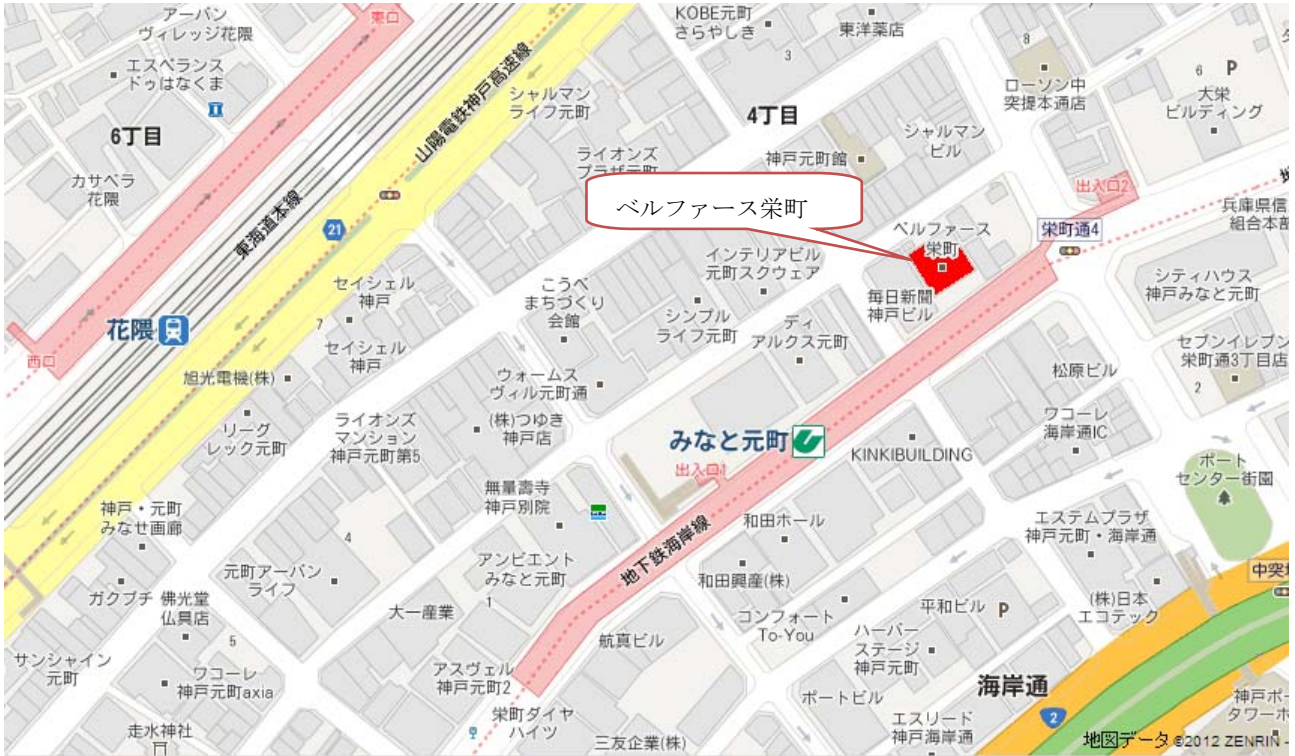 アーバン
ヴィレッジ花隈
東口
KOBE元町
さらやしき
東洋薬店
3
8
エスペランス
ドゥはなくま
6丁目
山陽電鉄神戸高速線
シャルマン
ライフ元町
4丁目
ローソン中
突提本通店
6
P
大栄
ビルディング
カサベラ
花隈
東海道本線
ライオンズ
プラザ元町
神戸元町館
シャルマン
ビル
出入口2
ベルファース栄町
兵庫県信
組合本部
21
ベルファース
栄町
栄町通4
セイシェル
神戸
インテリアビル
元町スクウェア
シティハウス
神戸みなと元町
こうべ
まちづくり
会館
毎日新聞
神戸ビル
花隈
7
シンプル
ライフ元町
ディ
アルクス元町
西口
セイシェル
神戸
セブンイレブン
栄町通3丁目店
2
旭光電機(株)
ウォームス
ヴィル元町通
松原ビル
リーグ
レック元町
ライオンズ
マンション
神戸元町第5
(株)つゆき
神戸店
みなと元町
出入口1
KINKIBUILDING
ワコーレ
海岸通IC
ポート
センター街園
無量壽寺
神戸別院
神戸・元町
みなせ画廊
4
地下鉄海岸線
和田ホール
エステムプラザ
神戸元町・海岸通
アンビエント
みなと元町
1
元町アーバン
ライフ
和田興産(株)
ガクブチ
佛光堂
仏具店
大一産業
コンフォート
To-You
平和ビル
P
(株)日本
エコテック
5
航真ビル
ハーバー
ステージ
神戸元町
サンシャイン
元町
ワコーレ
神戸元町axia
アスヴェル
神戸元町2
海岸通
ポートビル
走水神社
栄町ダイヤ
ハイツ
三友企業(株)
エスリード
神戸海岸通
2
神戸ポー
タワーホ
地図データ ©2012 ZENRIN -